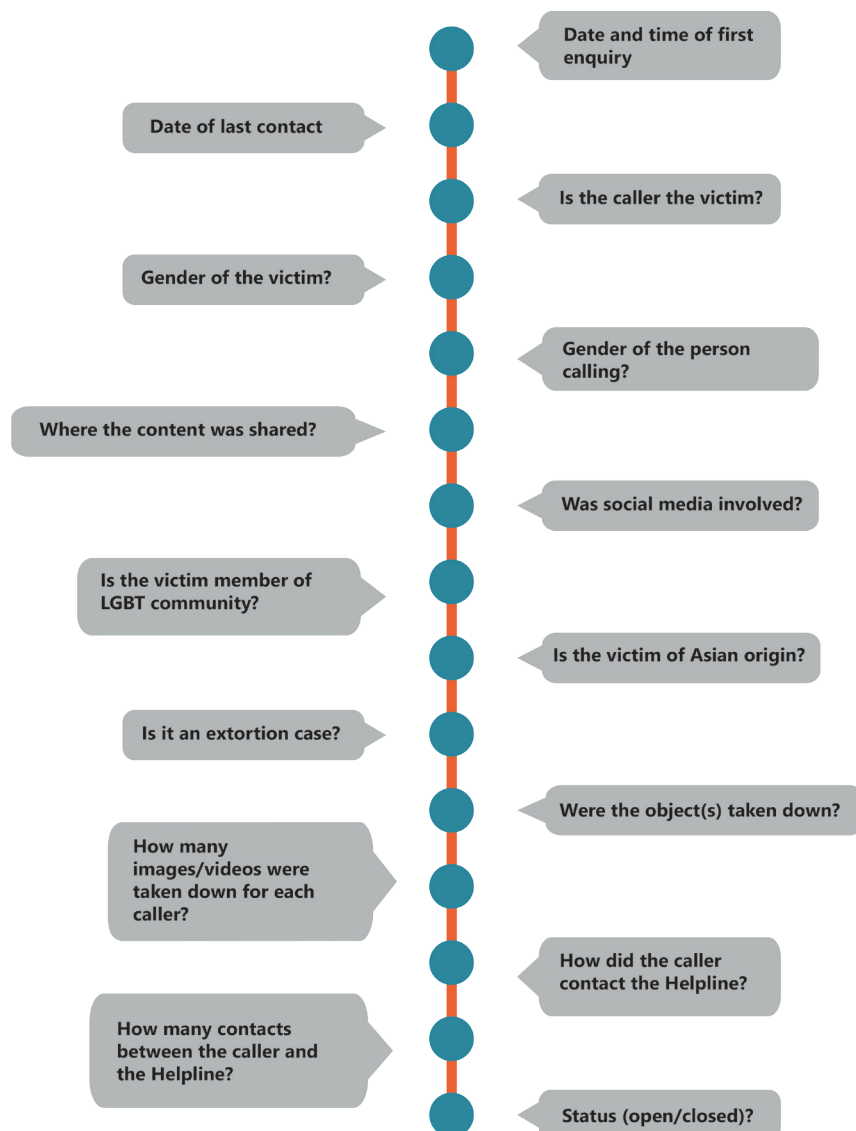 Date and time of first
enquiry
Date of last contact
Is the caller the victim?
Gender of the victim?
Gender of the person
calling?
Where the content was shared?
Was social media involved?
Is the victim member of
LGBT community?
Is the victim of Asian origin?
Is it an extortion case?
Were the object(s) taken down?
How many
images/videos were
taken down for each
caller?
How did the caller
contact the Helpline?
How many contacts
between the caller and
the Helpline?
Status (open/closed)?